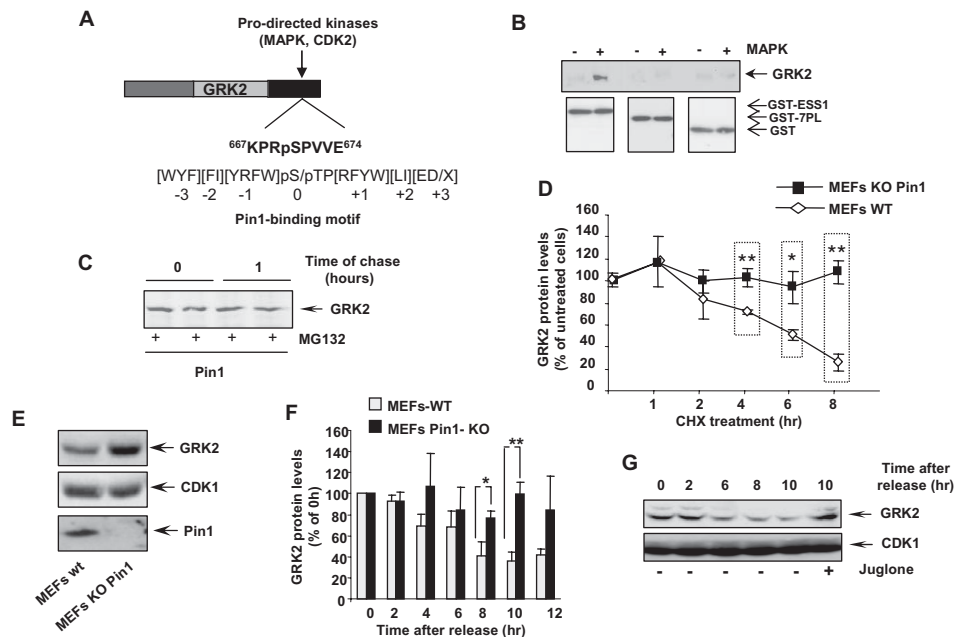 A
Pro-directed kinases
(MAPK, CDK2)
GRK2
667KPRpSPVVE674
[WYF][FI][YRFW]pS/pTP[RFYW][LI][ED/X]
-3 -2 -1 0 +1 +2 +3
Pin1-binding motif
B
- + - + - + MAPK
GRK2
GST-ESS1
GST-7PL
GST
C
0 1 Time of chase
(hours)
GRK2
+ + + + MG132
Pin1
D
MEFs KO Pin1
MEFs WT
GRK2 protein levels
(% of untreated cells)
160
140
120
100
80
60
40
20
0
** * **
1 2 4 6 8
CHX treatment (hr)
E
GRK2
CDK1
Pin1
MEFs wt
MEFs KO Pin1
F
MEFs-WT
MEFs Pin1- KO
GRK2 protein levels
(% of 0h)
160
140
120
100
80
60
40
20
0
* **
0 2 4 6 8 10 12
Time after release (hr)
G
Time after
release (hr)
0 2 6 8 10 10
GRK2
CDK1
- - - - - + Juglone